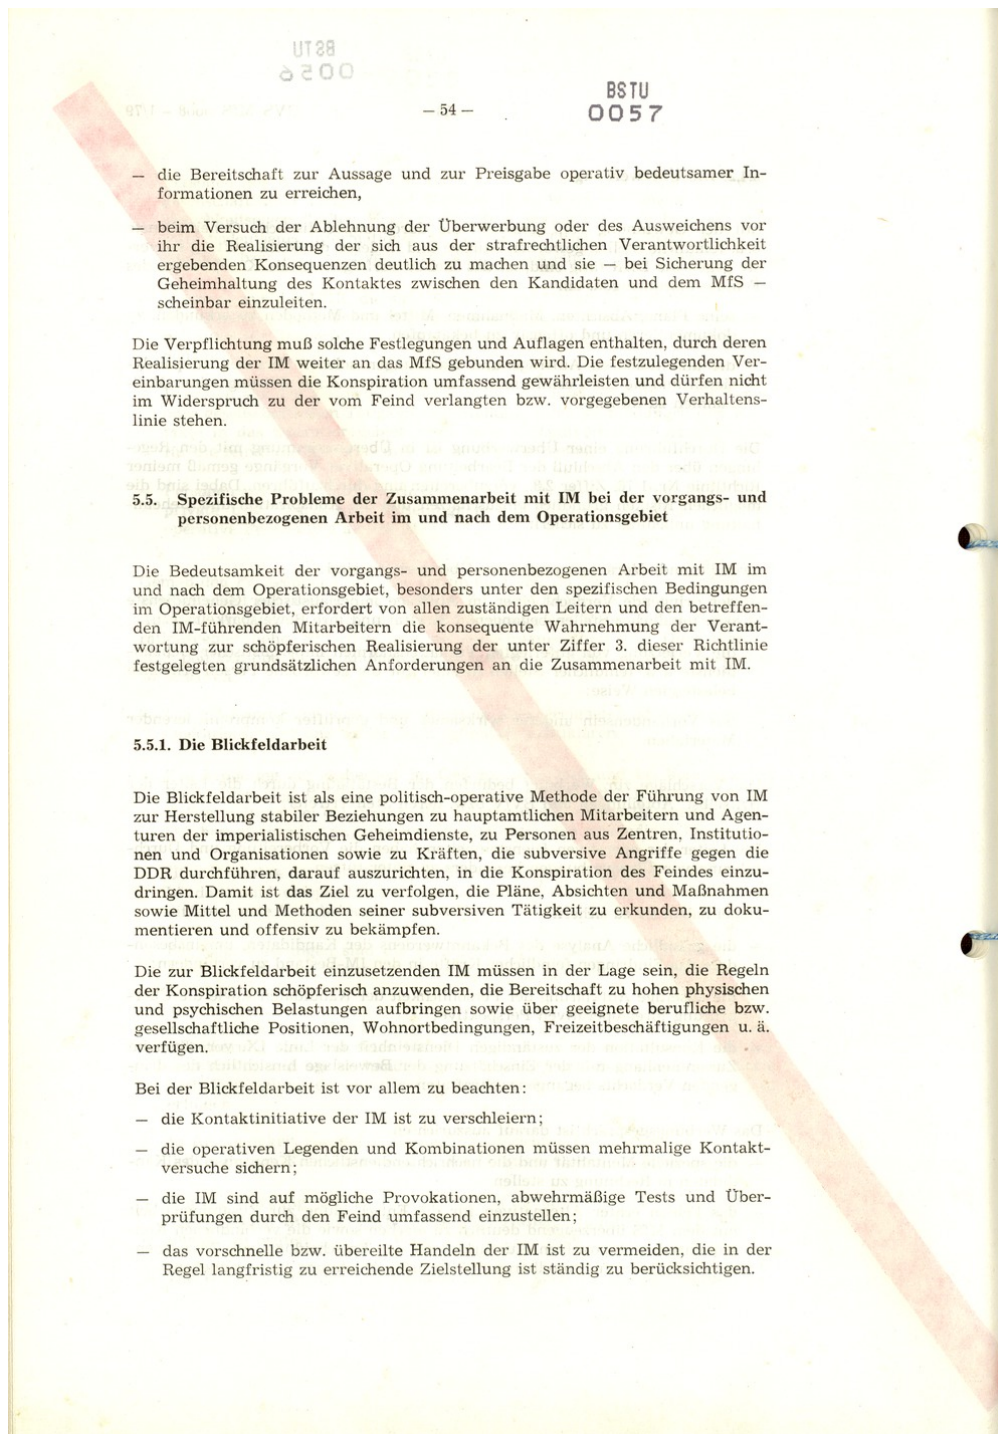 BSTU
0056
— 54 —
BSTU
0057
— die Bereitschaft zur Aussage und zur Preisgabe operativ bedeutsamer In-
formationen zu erreichen,
— beim Versuch der Ablehnung der Überwerbung oder des Ausweichens vor
ihr die Realisierung der sich aus der strafrechtlichen Verantwortlichkeit
ergebenden Konsequenzen deutlich zu machen und sie — bei Sicherung der
Geheimhaltung des Kontaktes zwischen den Kandidaten und dem MfS —
scheinbar einzuleiten.
Die Verpflichtung muß solche Festlegungen und Auflagen enthalten, durch deren
Realisierung der IM weiter an das MfS gebunden wird. Die festzulegenden Ver-
einbarungen müssen die Konspiration umfassend gewährleisten und dürfen nicht
im Widerspruch zu der vom Feind verlangten bzw. vorgegebenen Verhaltens-
linie stehen.
5.5. Spezifische Probleme der Zusammenarbeit mit IM bei der vorgangs- und
personenbezogenen Arbeit im und nach dem Operationsgebiet
Die Bedeutsamkeit der vorgangs- und personenbezogenen Arbeit mit IM im
und nach dem Operationsgebiet, besonders unter den spezifischen Bedingungen
im Operationsgebiet, erfordert von allen zuständigen Leitern und den betreffen-
den IM-führenden Mitarbeitern die konsequente Wahrnehmung der Verant-
wortung zur schöpferischen Realisierung der unter Ziffer 3. dieser Richtlinie
festgelegten grundsätzlichen Anforderungen an die Zusammenarbeit mit IM.
5.5.1. Die Blickfeldarbeit
Die Blickfeldarbeit ist als eine politisch-operative Methode der Führung von IM
zur Herstellung stabiler Beziehungen zu hauptamtlichen Mitarbeitern und Agen-
turen der imperialistischen Geheimdienste, zu Personen aus Zentren, Institutio-
nen und Organisationen sowie zu Kräften, die subversive Angriffe gegen die
DDR durchführen, darauf auszurichten, in die Konspiration des Feindes einzu-
dringen. Damit ist das Ziel zu verfolgen, die Pläne, Absichten und Maßnahmen
sowie Mittel und Methoden seiner subversiven Tätigkeit zu erkunden, zu doku-
mentieren und offensiv zu bekämpfen.
Die zur Blickfeldarbeit einzusetzenden IM müssen in der Lage sein, die Regeln
der Konspiration schöpferisch anzuwenden, die Bereitschaft zu hohen physischen
und psychischen Belastungen aufbringen sowie über geeignete berufliche bzw.
gesellschaftliche Positionen, Wohnortbedingungen, Freizeitbeschäftigungen u. ä.
verfügen.
Bei der Blickfeldarbeit ist vor allem zu beachten:
— die Kontaktinitiative der IM ist zu verschleiern;
— die operativen Legenden und Kombinationen müssen mehrmalige Kontakt-
versuche sichern;
— die IM sind auf mögliche Provokationen, abwehrmäßige Tests und Über-
prüfungen durch den Feind umfassend einzustellen;
— das vorschnelle bzw. übereilte Handeln der IM ist zu vermeiden, die in der
Regel langfristig zu erreichende Zielstellung ist ständig zu berücksichtigen.